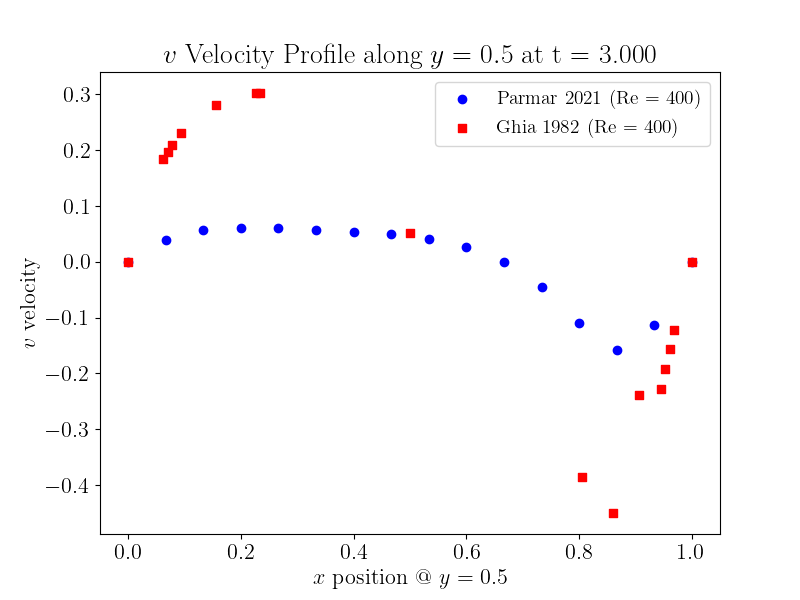 v Velocity Profile along y = 0.5 at t = 3.000
Parmar 2021 (Re = 400)
Ghia 1982 (Re = 400)
v velocity
0.3
0.2
0.1
0.0
−0.1
−0.2
−0.3
−0.4
0.0 0.2 0.4 0.6 0.8 1.0
x position @ y = 0.5